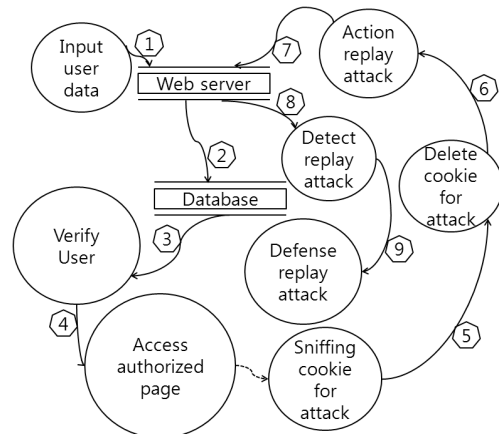 Input
user
data
1
Web server
7
Action
replay
attack
8
6
2
Detect
replay
attack
Delete
cookie
for
attack
Database
3
Verify
User
Defense
replay
attack
9
4
Access
authorized
page
Sniffing
cookie
for
attack
5